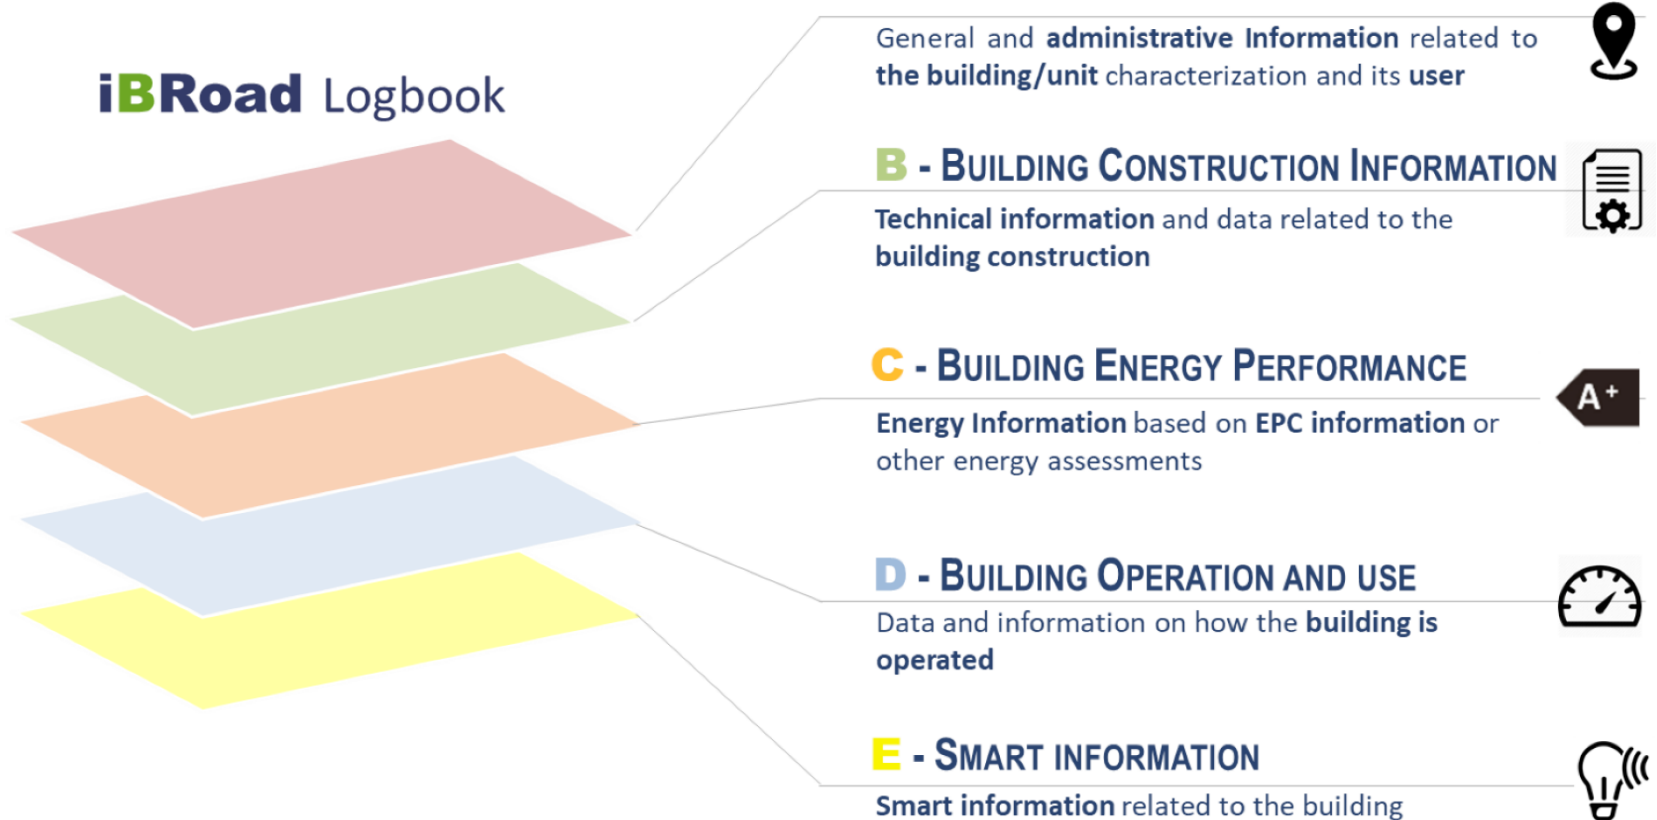 iBRoad Logbook
General and administrative Information related to
the building/unit characterization and its user
B - BUILDING CONSTRUCTION INFORMATION
Technical information and data related to the
building construction
C - BUILDING ENERGY PERFORMANCE
A+
Energy Information based on EPC information or
other energy assessments
D - BUILDING OPERATION AND USE
Data and information on how the building is
operated
E - SMART INFORMATION
Smart information related to the building